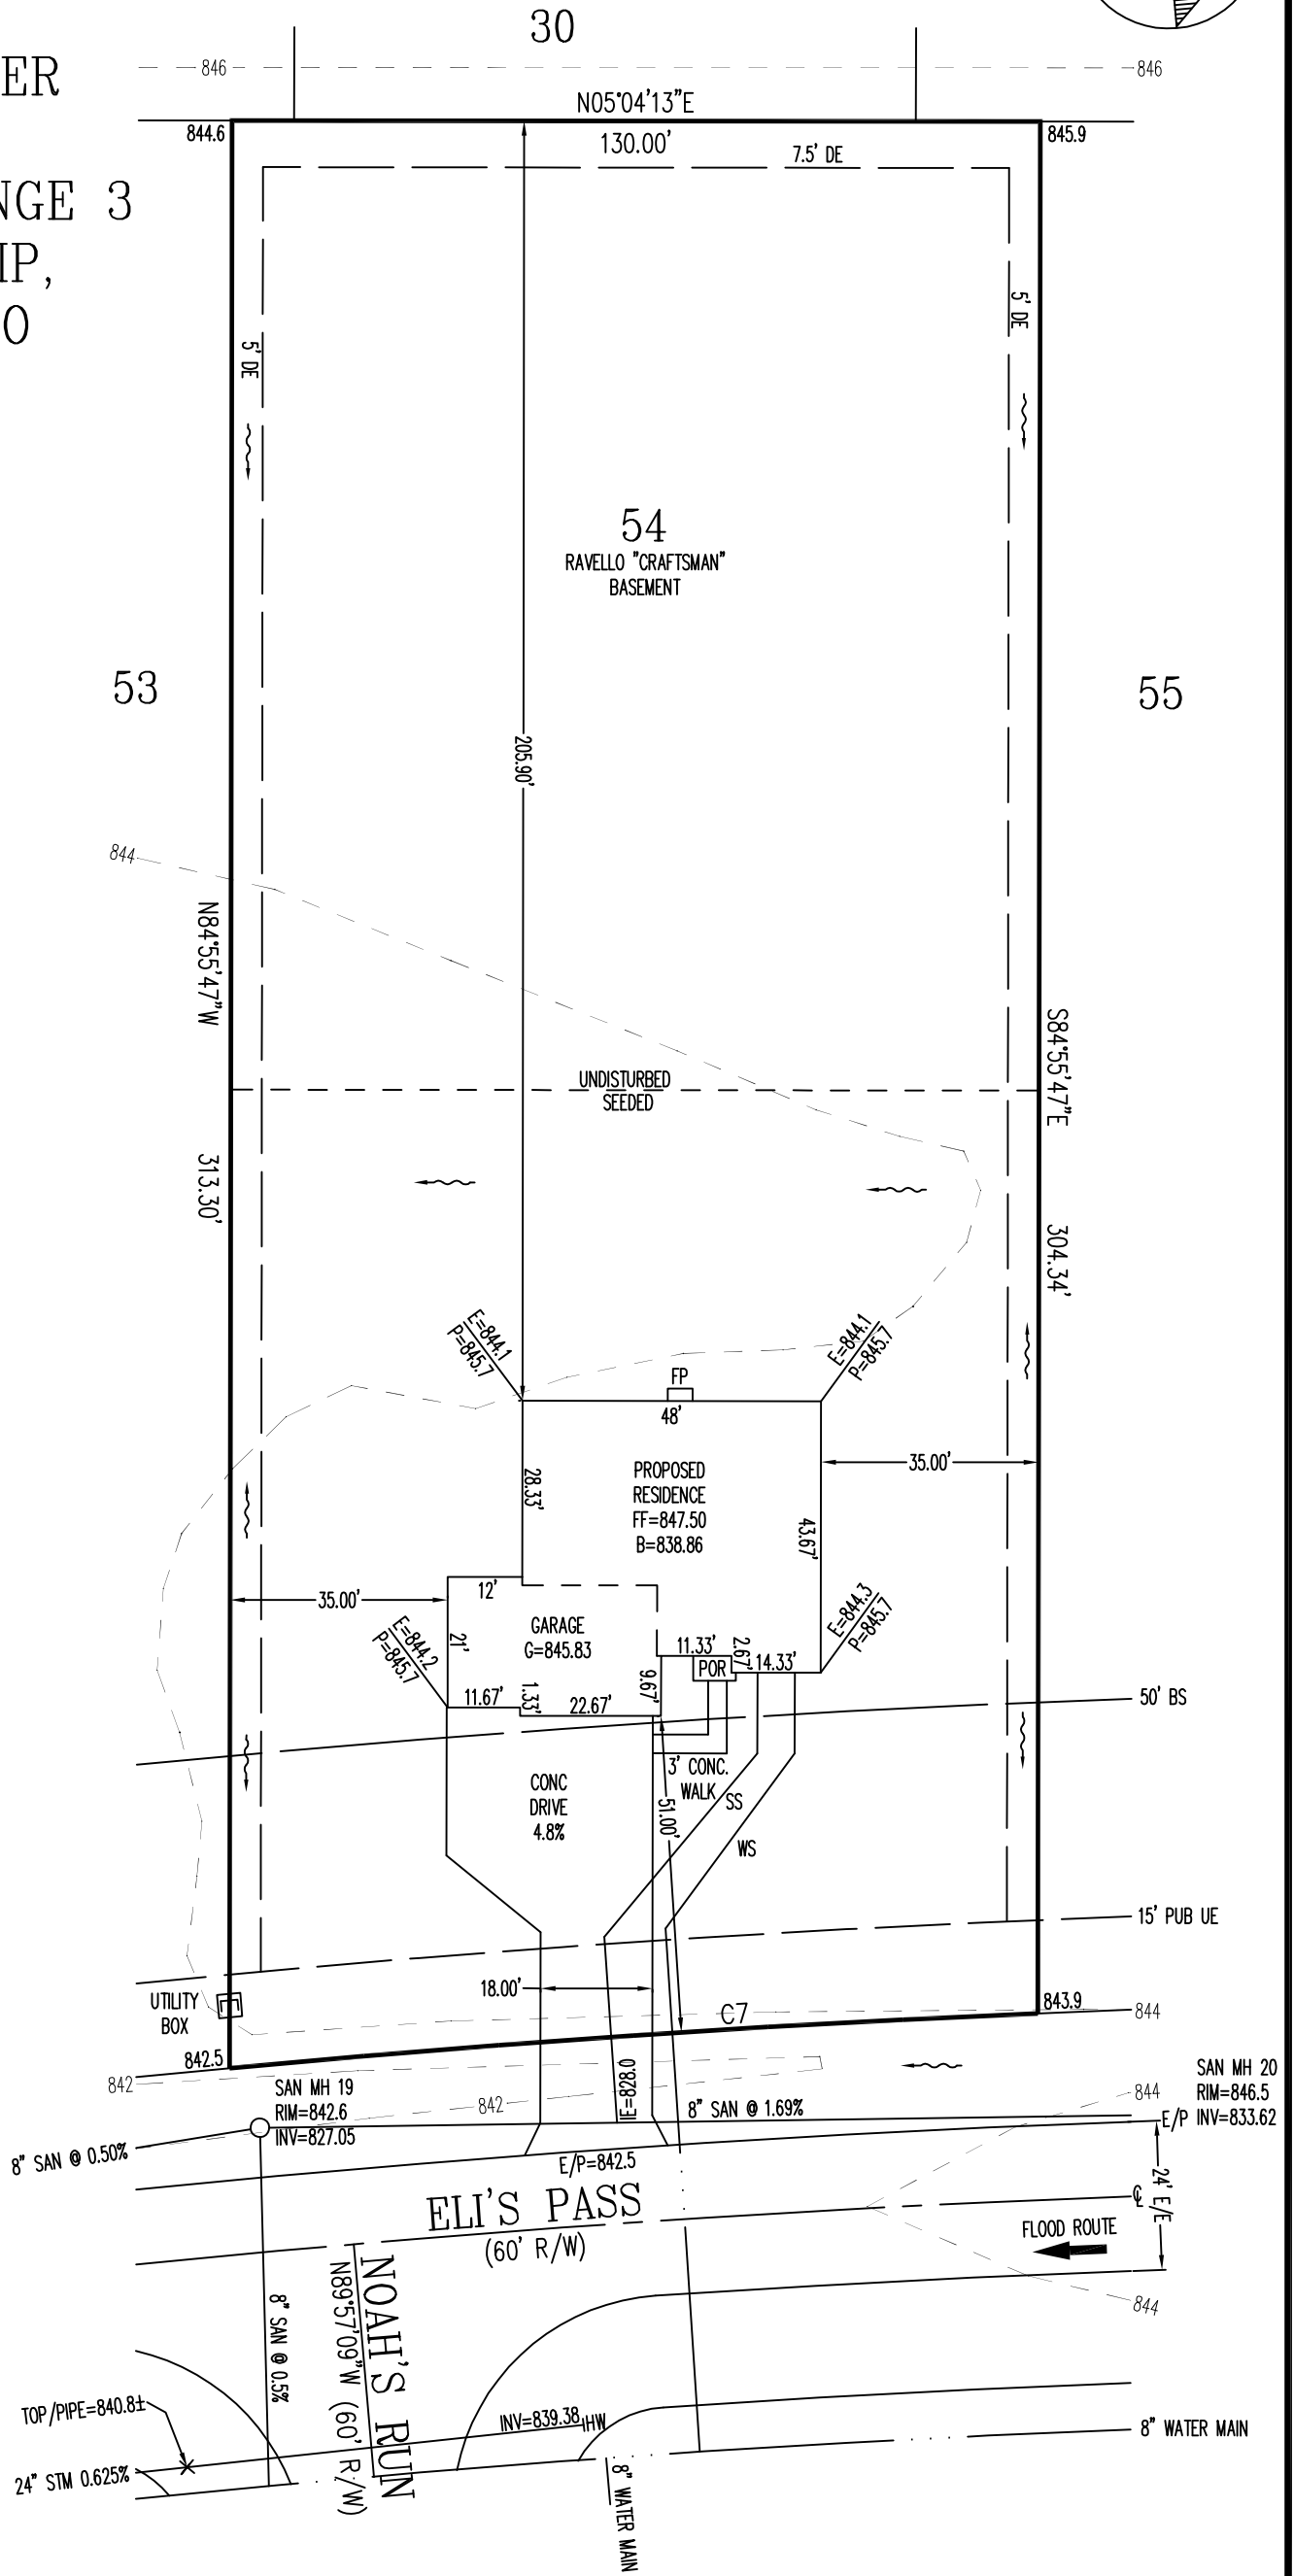 30
ER
846
846
N05°04'13"E
844.6
130.00'
7.5' DE
845.9
NGE 3
IP,
5' DE
O
5' DE
54
RAVELLO "CRAFTSMAN"
BASEMENT
53
55
205.90'
844
N84°55'47"W
S84°55'47"E
UNDISTURBED
SEEDED
313.30'
304.34'
E=844.1
P=845.7
E=844.1
P=845.7
FP
48'
28.33'
PROPOSED
RESIDENCE
FF=847.50
B=838.86
35.00'
43.67'
35.00'
12'
E=844.2
P=845.7
21'
GARAGE
G=845.83
E=844.3
P=845.7
11.33'
2.67'
POR
14.33'
9.67'
11.67'
1.33'
22.67'
50' BS
3' CONC.
WALK
CONC
DRIVE
4.8%
51.00'
SS
WS
15' PUB UE
18.00'
UTILITY
BOX
C7
843.9
844
842.5
842
SAN MH 19
RIM=842.6
INV=827.05
842
IE=828.0
8" SAN @ 1.69%
844
SAN MH 20
RIM=846.5
INV=833.62
E/P
8" SAN @ 0.50%
E/P=842.5
ELI'S PASS
(60' R/W)
℄
24' E/E
FLOOD ROUTE
844
NOAH'S RUN
N89°57'09"W (60' R/W)
8" SAN @ 0.5%
TOP/PIPE=840.8±
INV=839.38
HW
8" WATER MAIN
24" STM 0.625%
8" WATER MAIN